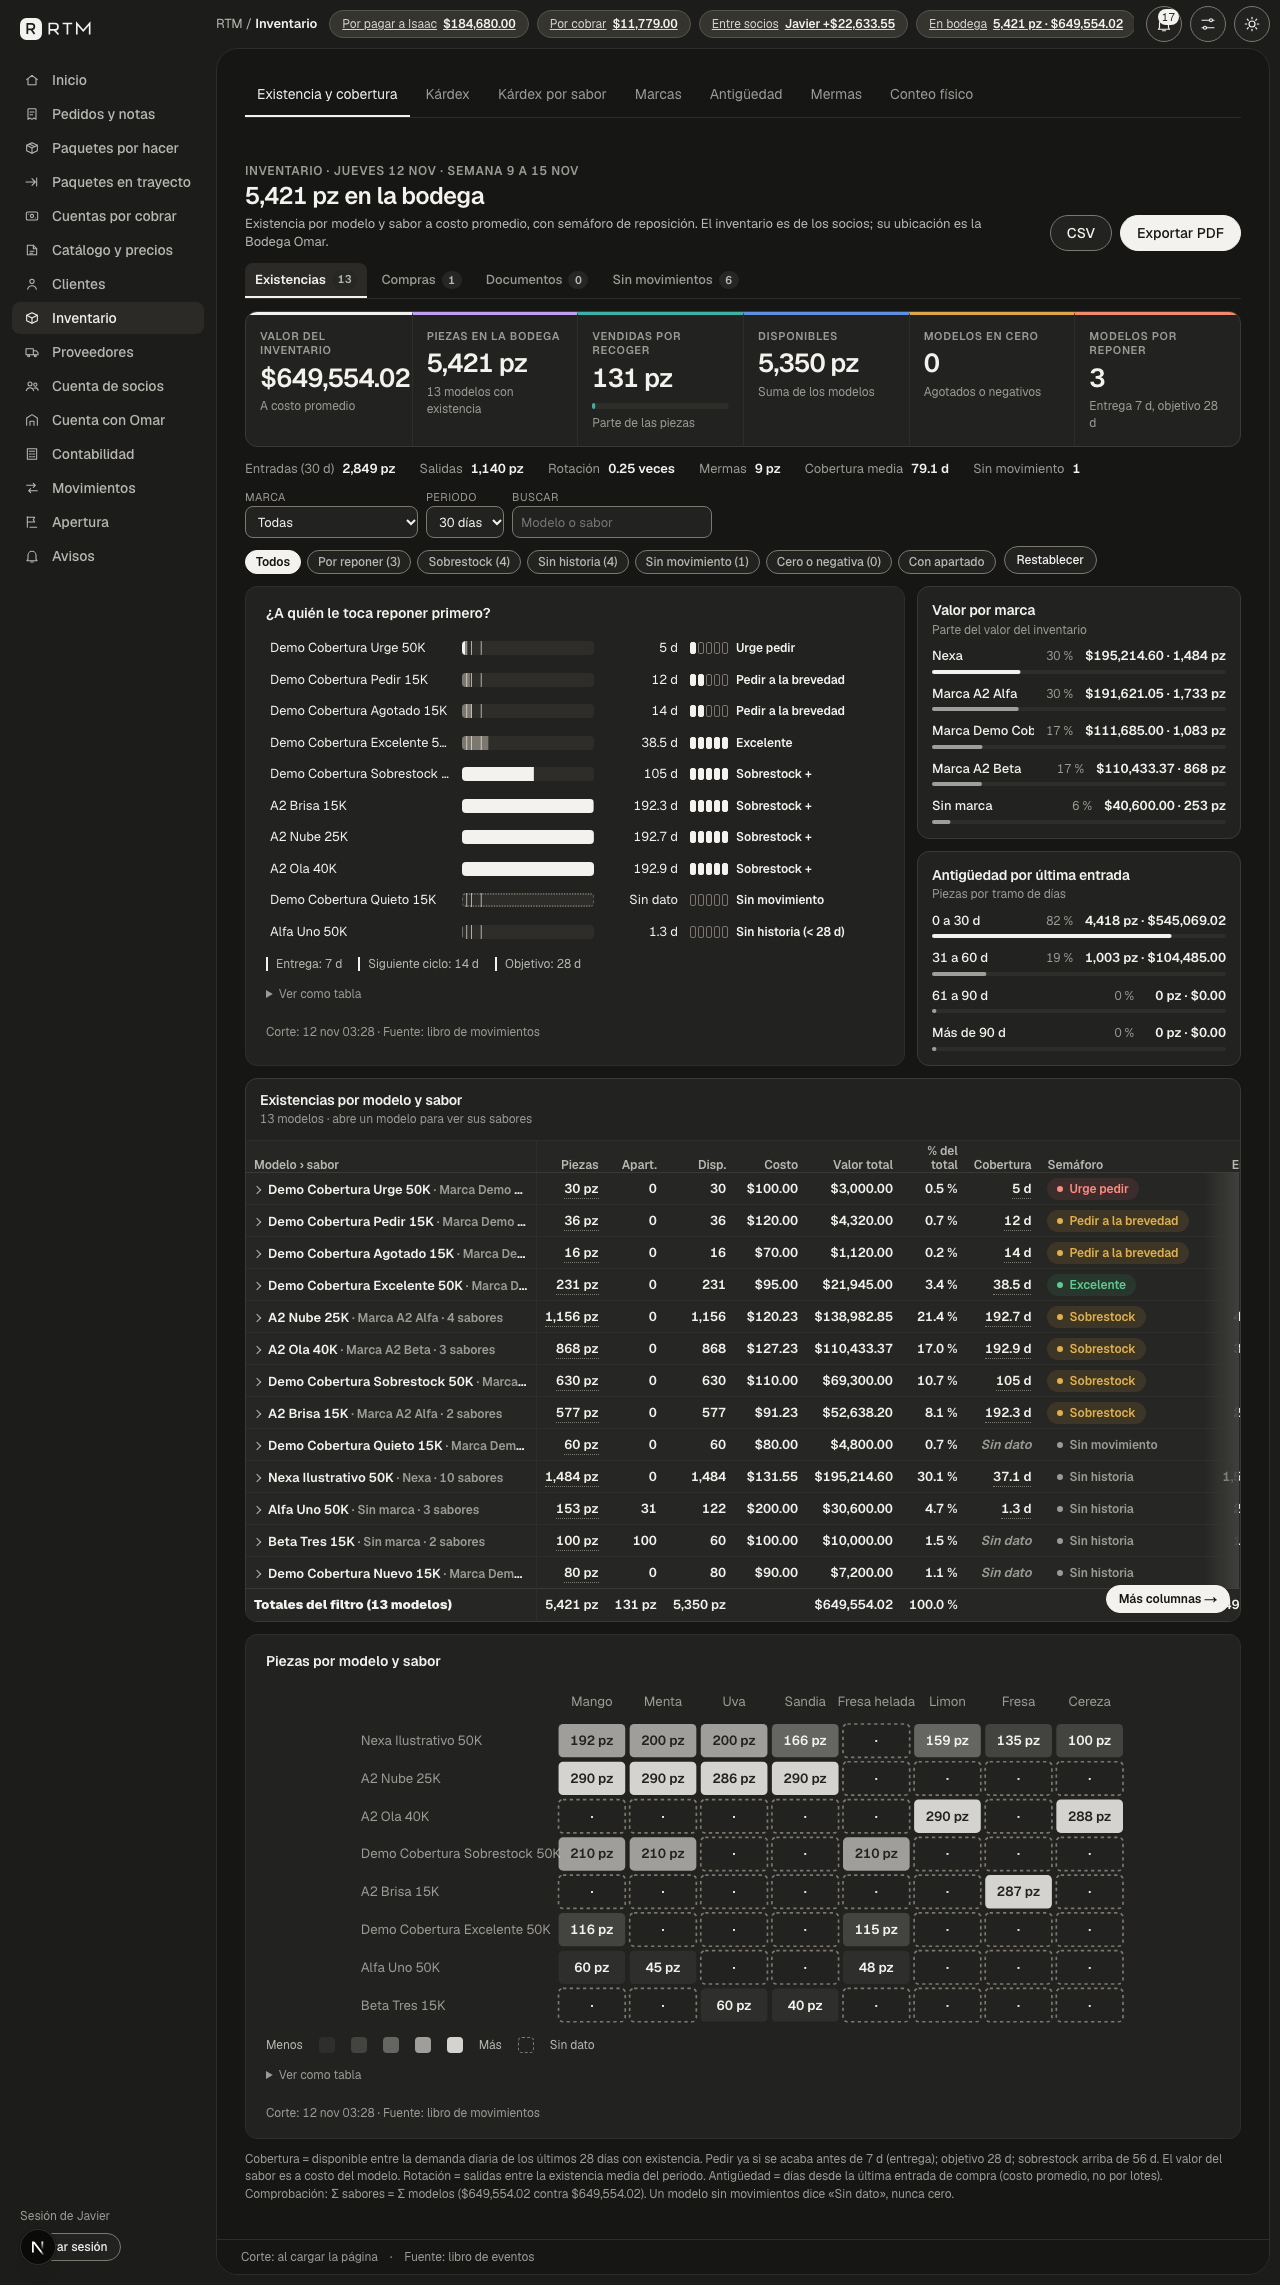 R RTM
RTM / Inventario
Por pagar a Isaac $184,680.00
Por cobrar $11,779.00
Entre socios Javier +$22,633.55
En bodega 5,421 pz · $649,554.02
17
Inicio
Pedidos y notas
Paquetes por hacer
Paquetes en trayecto
Cuentas por cobrar
Catálogo y precios
Clientes
Inventario
Proveedores
Cuenta de socios
Cuenta con Omar
Contabilidad
Movimientos
Apertura
Avisos
Sesión de Javier
N ar sesión
Existencia y cobertura Kárdex Kárdex por sabor Marcas Antigüedad Mermas Conteo físico
INVENTARIO · JUEVES 12 NOV · SEMANA 9 A 15 NOV
5,421 pz en la bodega
Existencia por modelo y sabor a costo promedio, con semáforo de reposición. El inventario es de los socios; su ubicación es la
Bodega Omar.
CSV Exportar PDF
Existencias 13 Compras 1 Documentos 0 Sin movimientos 6
VALOR DEL
INVENTARIO
$649,554.02
A costo promedio
PIEZAS EN LA BODEGA
5,421 pz
13 modelos con
existencia
VENDIDAS POR
RECOGER
131 pz
Parte de las piezas
DISPONIBLES
5,350 pz
Suma de los modelos
MODELOS EN CERO
0
Agotados o negativos
MODELOS POR
REPONER
3
Entrega 7 d, objetivo 28
d
Entradas (30 d) 2,849 pz Salidas 1,140 pz Rotación 0.25 veces Mermas 9 pz Cobertura media 79.1 d Sin movimiento 1
MARCA PERIODO BUSCAR
Todas 30 días Modelo o sabor
Todos Por reponer (3) Sobrestock (4) Sin historia (4) Sin movimiento (1) Cero o negativa (0) Con apartado Restablecer
¿A quién le toca reponer primero?
Demo Cobertura Urge 50K 5 d Urge pedir
Demo Cobertura Pedir 15K 12 d Pedir a la brevedad
Demo Cobertura Agotado 15K 14 d Pedir a la brevedad
Demo Cobertura Excelente 5... 38.5 d Excelente
Demo Cobertura Sobrestock ... 105 d Sobrestock +
A2 Brisa 15K 192.3 d Sobrestock +
A2 Nube 25K 192.7 d Sobrestock +
A2 Ola 40K 192.9 d Sobrestock +
Demo Cobertura Quieto 15K Sin dato Sin movimiento
Alfa Uno 50K 1.3 d Sin historia (< 28 d)
Entrega: 7 d Siguiente ciclo: 14 d Objetivo: 28 d
▶ Ver como tabla
Corte: 12 nov 03:28 · Fuente: libro de movimientos
Valor por marca
Parte del valor del inventario
Nexa 30 % $195,214.60 · 1,484 pz
Marca A2 Alfa 30 % $191,621.05 · 1,733 pz
Marca Demo Cob 17 % $111,685.00 · 1,083 pz
Marca A2 Beta 17 % $110,433.37 · 868 pz
Sin marca 6 % $40,600.00 · 253 pz
Antigüedad por última entrada
Piezas por tramo de días
0 a 30 d 82 % 4,418 pz · $545,069.02
31 a 60 d 19 % 1,003 pz · $104,485.00
61 a 90 d 0 % 0 pz · $0.00
Más de 90 d 0 % 0 pz · $0.00
Existencias por modelo y sabor
13 modelos · abre un modelo para ver sus sabores
Modelo › sabor Piezas Apart. Disp. Costo Valor total % del total Cobertura Semáforo E
Demo Cobertura Urge 50K · Marca Demo ... 30 pz 0 30 $100.00 $3,000.00 0.5 % 5 d Urge pedir
Demo Cobertura Pedir 15K · Marca Demo ... 36 pz 0 36 $120.00 $4,320.00 0.7 % 12 d Pedir a la brevedad
Demo Cobertura Agotado 15K · Marca De... 16 pz 0 16 $70.00 $1,120.00 0.2 % 14 d Pedir a la brevedad
Demo Cobertura Excelente 50K · Marca D... 231 pz 0 231 $95.00 $21,945.00 3.4 % 38.5 d Excelente
A2 Nube 25K · Marca A2 Alfa · 4 sabores 1,156 pz 0 1,156 $120.23 $138,982.85 21.4 % 192.7 d Sobrestock
A2 Ola 40K · Marca A2 Beta · 3 sabores 868 pz 0 868 $127.23 $110,433.37 17.0 % 192.9 d Sobrestock
Demo Cobertura Sobrestock 50K · Marca... 630 pz 0 630 $110.00 $69,300.00 10.7 % 105 d Sobrestock
A2 Brisa 15K · Marca A2 Alfa · 2 sabores 577 pz 0 577 $91.23 $52,638.20 8.1 % 192.3 d Sobrestock
Demo Cobertura Quieto 15K · Marca Dem... 60 pz 0 60 $80.00 $4,800.00 0.7 % Sin dato Sin movimiento
Nexa Ilustrativo 50K · Nexa · 10 sabores 1,484 pz 0 1,484 $131.55 $195,214.60 30.1 % 37.1 d Sin historia
Alfa Uno 50K · Sin marca · 3 sabores 153 pz 31 122 $200.00 $30,600.00 4.7 % 1.3 d Sin historia
Beta Tres 15K · Sin marca · 2 sabores 100 pz 100 60 $100.00 $10,000.00 1.5 % Sin dato Sin historia
Demo Cobertura Nuevo 15K · Marca Dem... 80 pz 0 80 $90.00 $7,200.00 1.1 % Sin dato Sin historia
Totales del filtro (13 modelos) 5,421 pz 131 pz 5,350 pz $649,554.02 100.0 %
Más columnas →
Piezas por modelo y sabor
Mango Menta Uva Sandia Fresa helada Limon Fresa Cereza
Nexa Ilustrativo 50K 192 pz 200 pz 200 pz 166 pz · 159 pz 135 pz 100 pz
A2 Nube 25K 290 pz 290 pz 286 pz 290 pz · · · ·
A2 Ola 40K · · · · · 290 pz · 288 pz
Demo Cobertura Sobrestock 50K 210 pz 210 pz · · 210 pz · · ·
A2 Brisa 15K · · · · · · 287 pz ·
Demo Cobertura Excelente 50K 116 pz · · · 115 pz · · ·
Alfa Uno 50K 60 pz 45 pz · · 48 pz · · ·
Beta Tres 15K · · 60 pz 40 pz · · · ·
Menos Más Sin dato
▶ Ver como tabla
Corte: 12 nov 03:28 · Fuente: libro de movimientos
Cobertura = disponible entre la demanda diaria de los últimos 28 días con existencia. Pedir ya si se acaba antes de 7 d (entrega); objetivo 28 d; sobrestock arriba de 56 d. El valor del
sabor es a costo del modelo. Rotación = salidas entre la existencia media del periodo. Antigüedad = días desde la última entrada de compra (costo promedio, no por lotes).
Comprobación: Σ sabores = Σ modelos ($649,554.02 contra $649,554.02). Un modelo sin movimientos dice «Sin dato», nunca cero.
Corte: al cargar la página · Fuente: libro de eventos